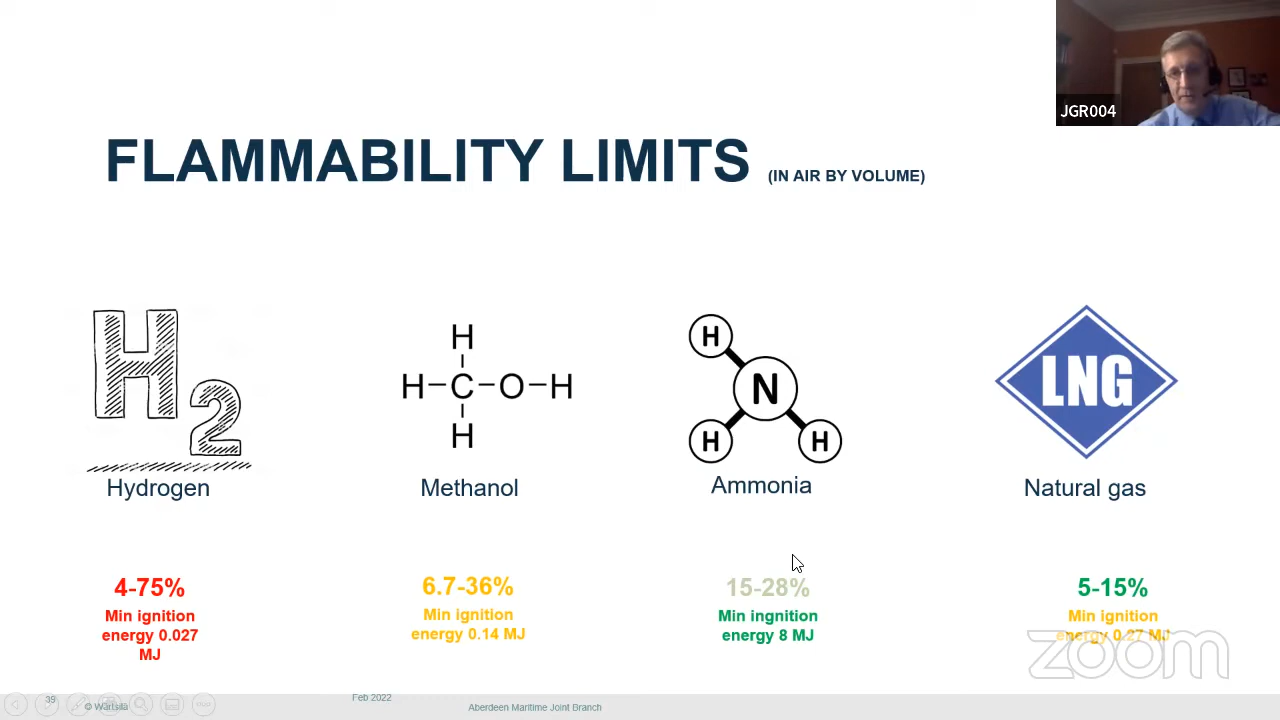 JGR004
FLAMMABILITY LIMITS (IN AIR BY VOLUME)
H2
H
H-C-O-H
H
H
N
H
H
LNG
Hydrogen
Methanol
Ammonia
Natural gas
4-75%
Min ignition
energy 0.027
MJ
6.7-36%
Min ignition
energy 0.14 MJ
15-28%
Min ingnition
energy 8 MJ
5-15%
Min ignition
energy 0.27 MJ
zoom
39
© Wärtsilä
Feb 2022
Aberdeen Maritime Joint Branch